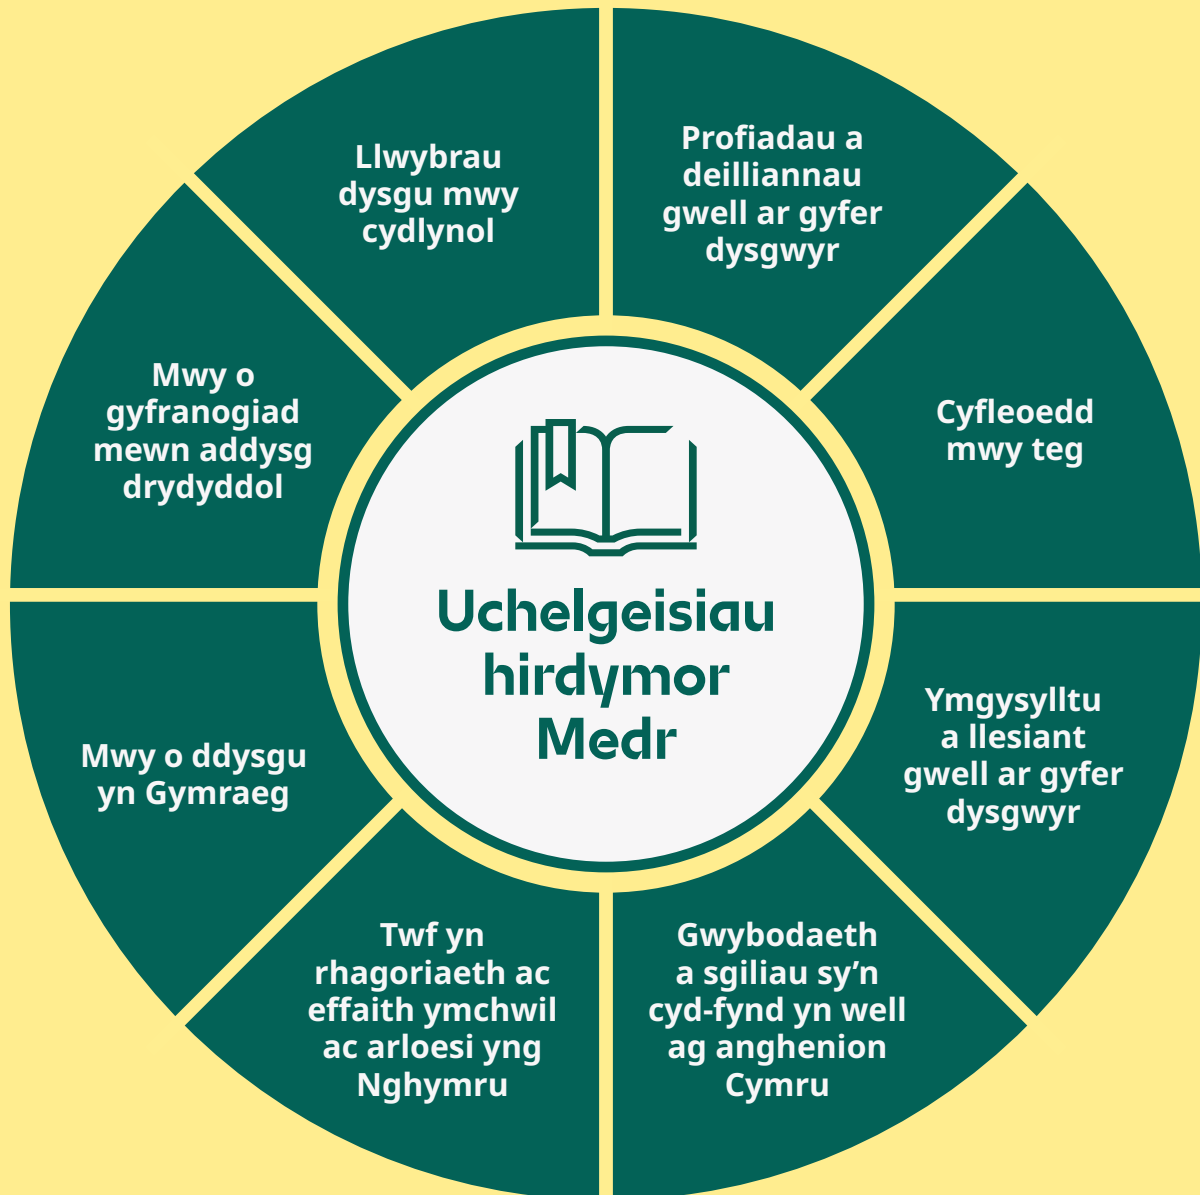 Uchelgeisiau
hirdymor
Medr
Profiadau a
deilliannau
gwell ar gyfer
dysgwyr
Cyfleoedd
mwy teg
Ymgysylltu
a llesiant
gwell ar gyfer
dysgwyr
Gwybodaeth
a sgiliau sy’n
cyd-fynd yn well
ag anghenion
Cymru
Twf yn
rhagoriaeth ac
effaith ymchwil
ac arloesi yng
Nghymru
Mwy o ddysgu
yn Gymraeg
Mwy o
gyfranogiad
mewn addysg
drydyddol
Llwybrau
dysgu mwy
cydlynol